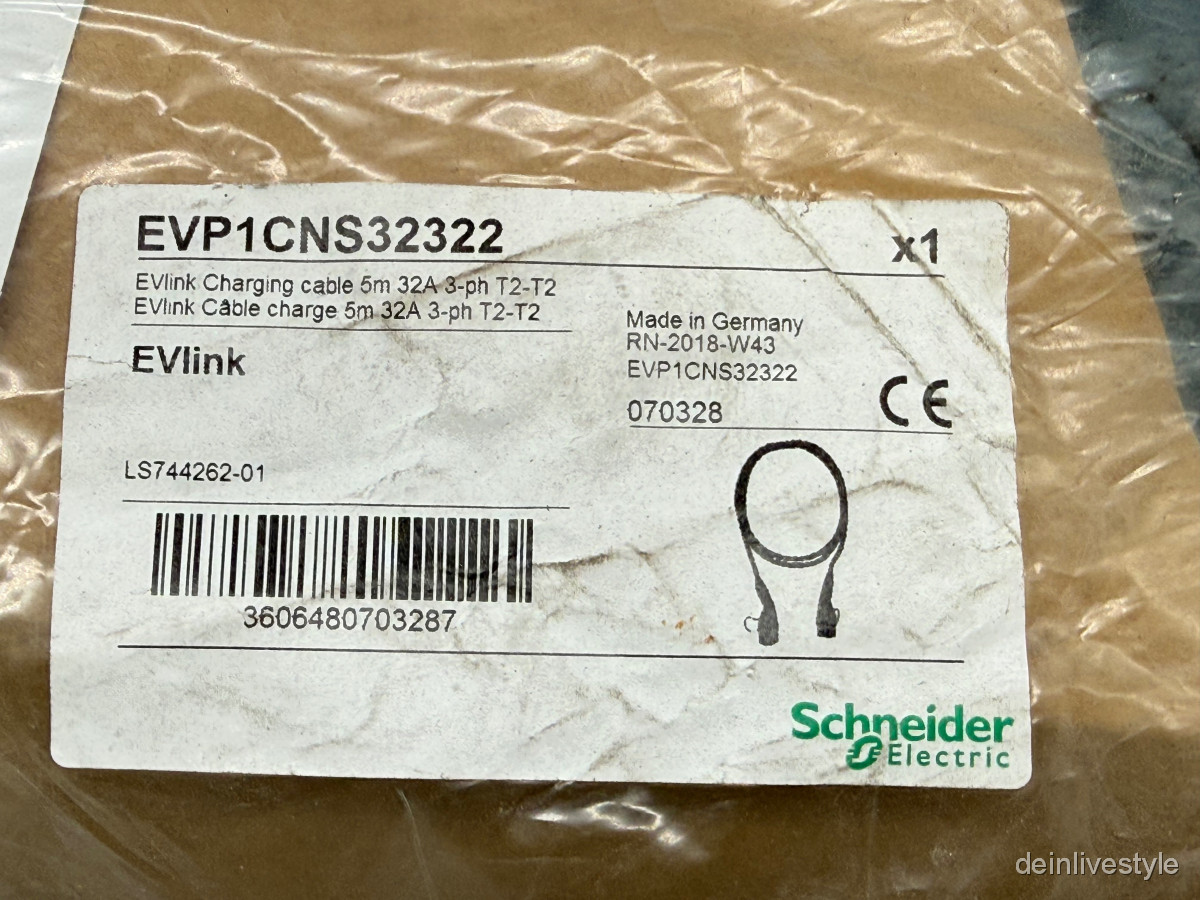 EVP1CNS32322
x1
EVlink Charging cable 5m 32A 3-ph T2-T2
EVlink Câble charge 5m 32A 3-ph T2-T2
EVlink
Made in Germany
RN-2018-W43
EVP1CNS32322
070328
CE
LS744262-01
3606480703287
Schneider
Electric
deinlivestyle